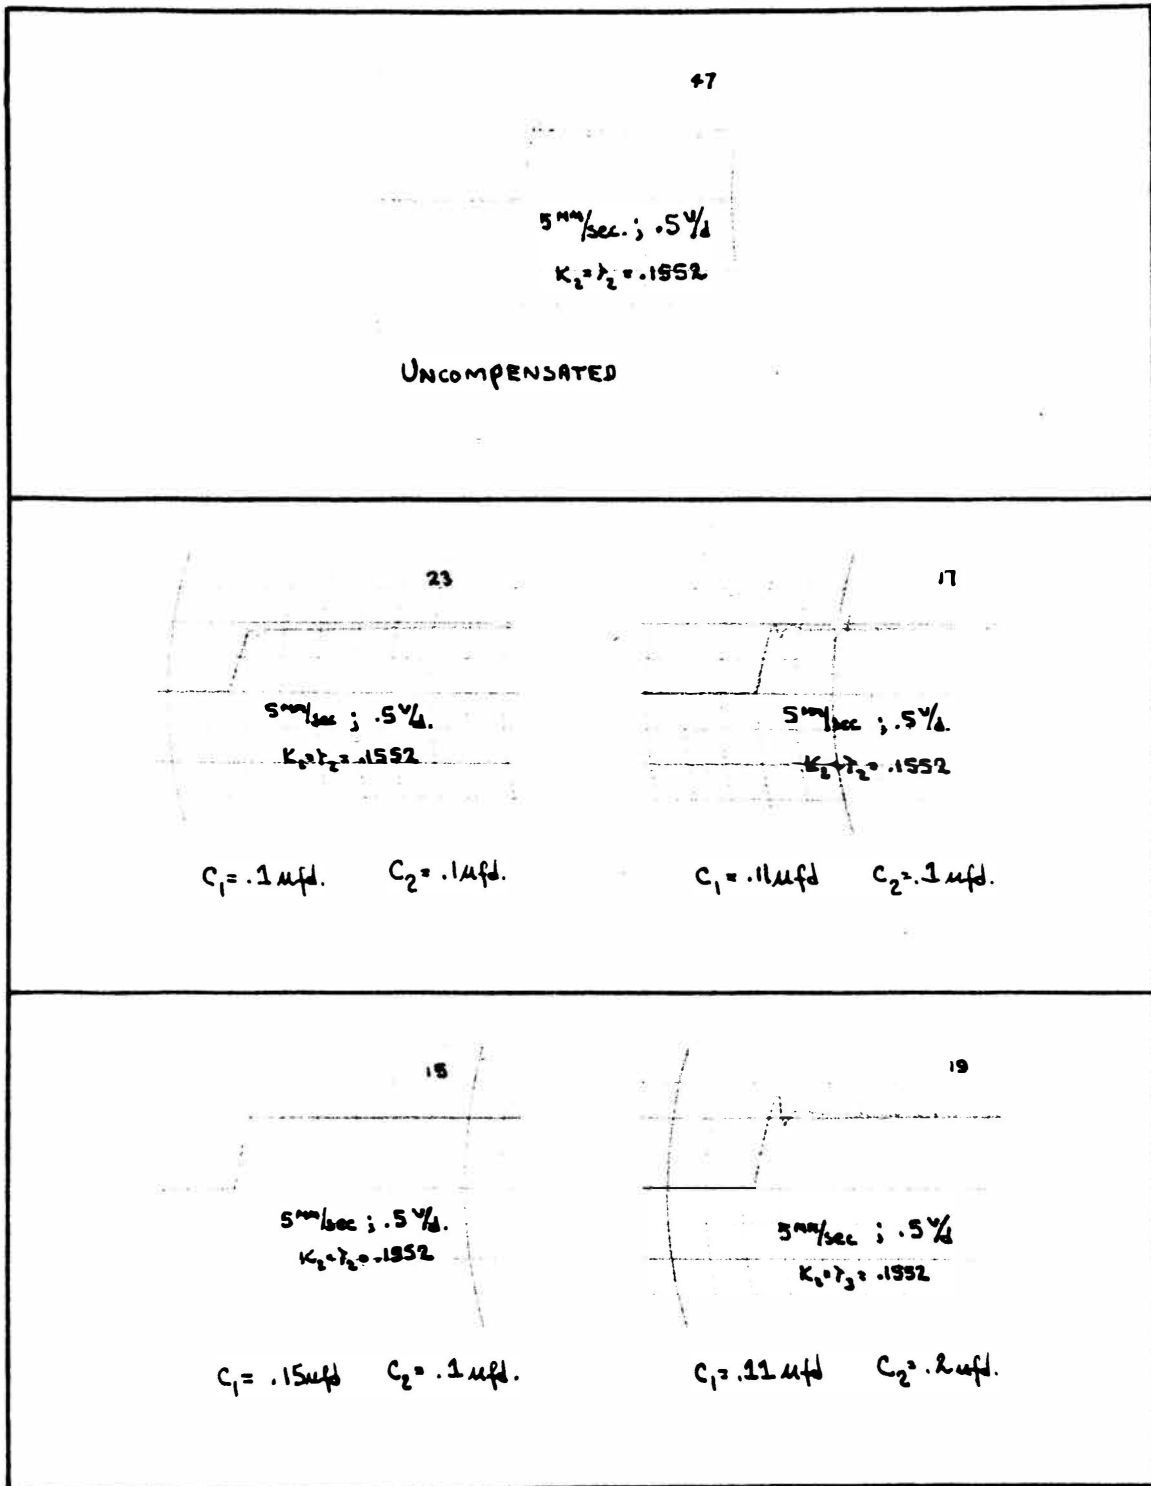 47
5 MM/sec. ; .5 V/d
K₂=λ₂=.1552
UNCOMPENSATED
23
5 mm/sec ; .5 V/d.
K₂=λ₂=.1552
C₁=.1 µfd. C₂=.1 µfd.
17
5 mm/sec ; .5 V/d.
K₂=λ₂=.1552
C₁=.11 µfd C₂=.1 µfd.
15
5 mm/sec ; .5 V/d.
K₂=λ₂=.1552
C₁=.15 µfd C₂=.1 µfd.
19
5 mm/sec ; .5 V/d
K₂=λ₃=.1552
C₁=.11 µfd C₂=.2 µfd.